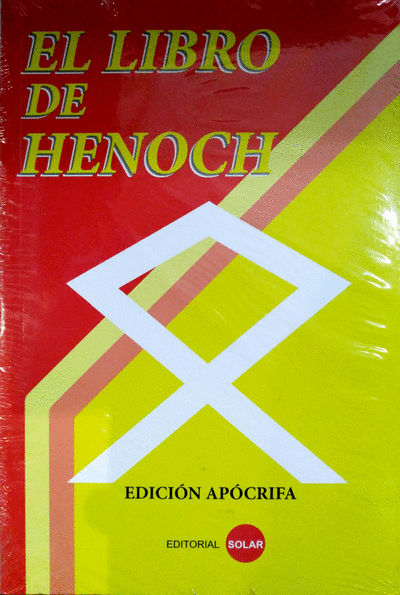 EL LIBRO
DE
HENOCH
EDICIÓN APÓCRIFA
EDITORIAL SOLAR